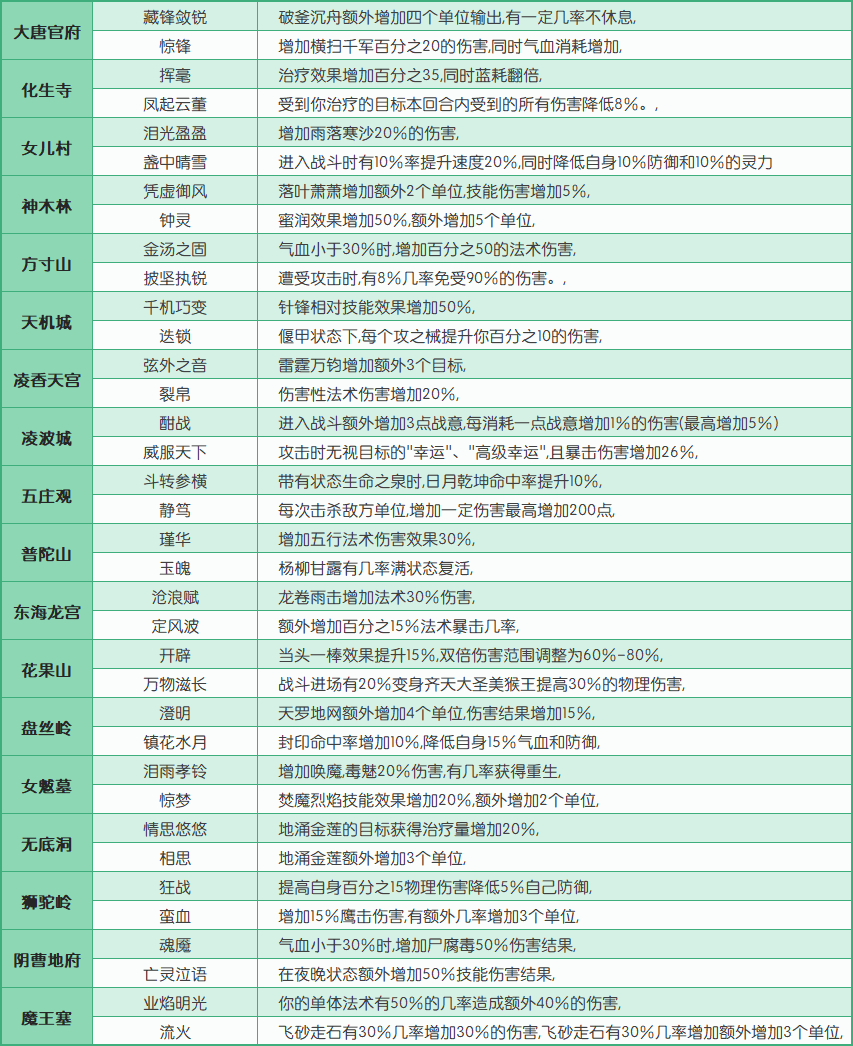 大唐官府
藏锋敛锐 破釜沉舟额外增加四个单位输出,有一定几率不休息,
惊锋 增加横扫千军百分之20的伤害,同时气血消耗增加,
化生寺
挥毫 治疗效果增加百分之35,同时蓝耗翻倍,
凤起云董 受到你治疗的目标本回合内受到的所有伤害降低8%。,
女儿村
泪光盈盈 增加雨落寒沙20%的伤害,
盏中晴雪 进入战斗时有10%率提升速度20%,同时降低自身10%防御和10%的灵力
神木林
凭虚御风 落叶萧萧增加额外2个单位,技能伤害增加5%,
钟灵 蜜润效果增加50%,额外增加5个单位,
方寸山
金汤之固 气血小于30%时,增加百分之50的法术伤害,
披坚执锐 遭受攻击时,有8%几率免受90%的伤害。,
天机城
千机巧变 针锋相对技能效果增加50%,
迭锁 偃甲状态下,每个攻之械提升你百分之10的伤害,
凌香天宫
弦外之音 雷霆万钧增加额外3个目标,
裂帛 伤害性法术伤害增加20%,
凌波城
酣战 进入战斗额外增加3点战意,每消耗一点战意增加1%的伤害(最高增加5%)
威服天下 攻击时无视目标的"幸运"、"高级幸运",且暴击伤害增加26%,
五庄观
斗转参横 带有状态生命之泉时,日月乾坤命中率提升10%,
静笃 每次击杀敌方单位,增加一定伤害最高增加200点,
普陀山
瑾华 增加五行法术伤害效果30%,
玉魄 杨柳甘露有几率满状态复活,
东海龙宫
沧浪赋 龙卷雨击增加法术30%伤害,
定风波 额外增加百分之15%法术暴击几率,
花果山
开辟 当头一棒效果提升15%,双倍伤害范围调整为60%-80%,
万物滋长 战斗进场有20%变身齐天大圣美猴王提高30%的物理伤害,
盘丝岭
澄明 天罗地网额外增加4个单位,伤害结果增加15%,
镇花水月 封印命中率增加10%,降低自身15%气血和防御,
女魃墓
泪雨孝铃 增加唤魔,毒魅20%伤害,有几率获得重生,
惊梦 焚魔烈焰技能效果增加20%,额外增加2个单位,
无底洞
情思悠悠 地涌金莲的目标获得治疗量增加20%,
相思 地涌金莲额外增加3个单位,
狮驼岭
狂战 提高自身百分之15物理伤害降低5%自己防御,
蛮血 增加15%鹰击伤害,有额外几率增加3个单位,
阴曹地府
魂魇 气血小于30%时,增加尸腐毒50%伤害结果,
亡灵泣语 在夜晚状态额外增加50%技能伤害结果,
魔王塞
业焰明光 你的单体法术有50%的几率造成额外40%的伤害,
流火 飞砂走石有30%几率增加30%的伤害,飞砂走石有30%几率增加额外增加3个单位,